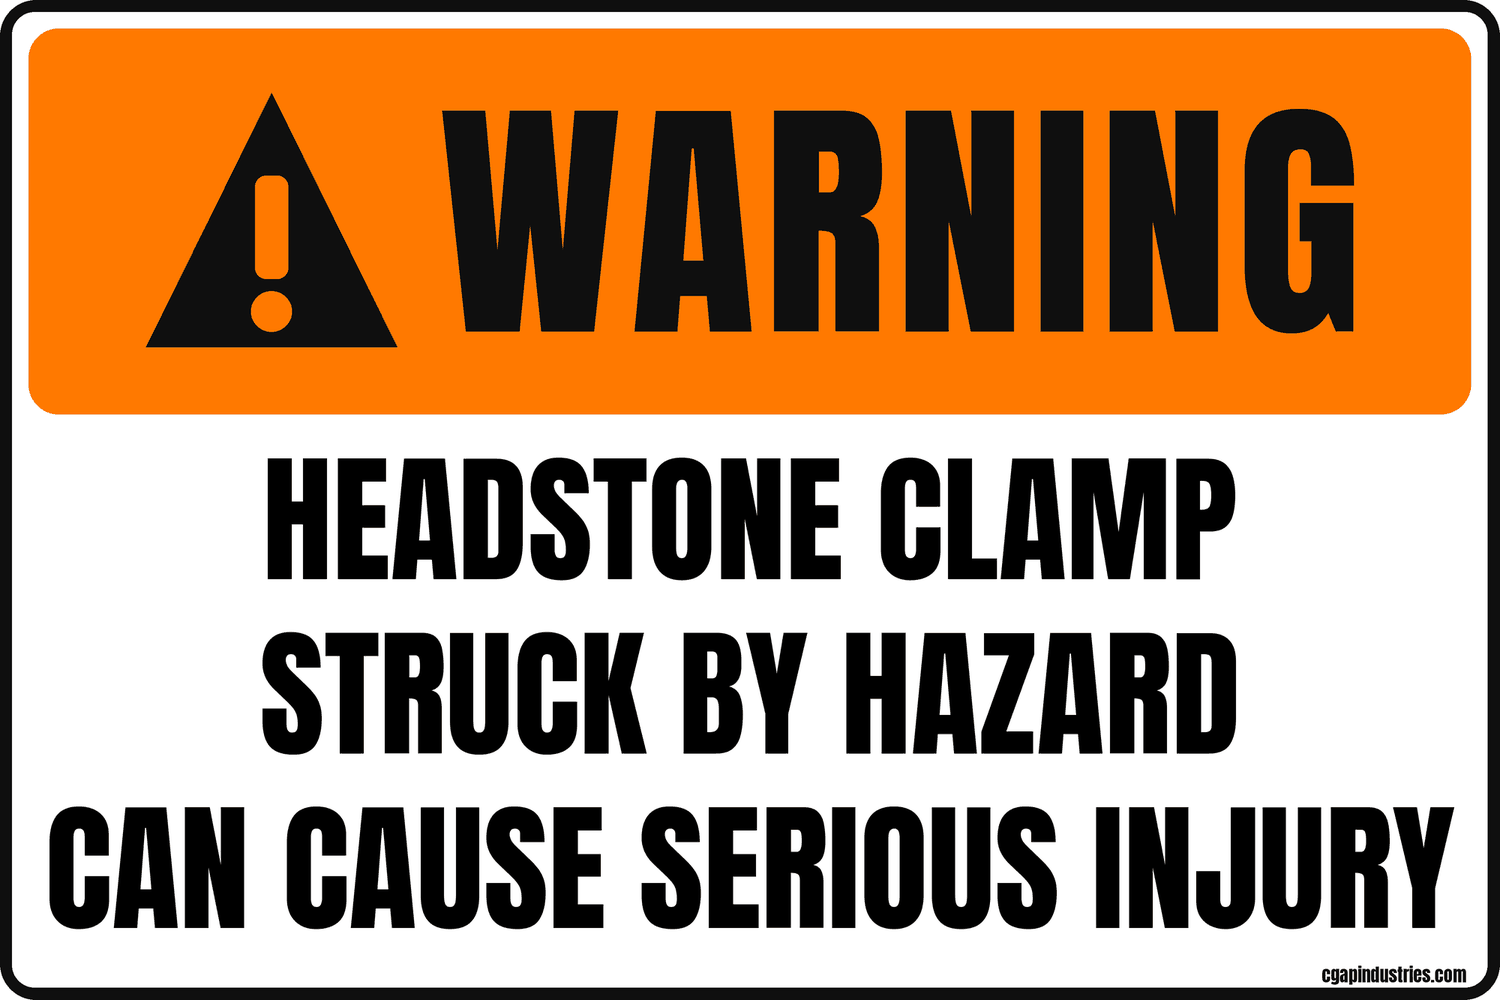 WARNING
HEADSTONE CLAMP
STRUCK BY HAZARD
CAN CAUSE SERIOUS INJURY
cgapindustries.com